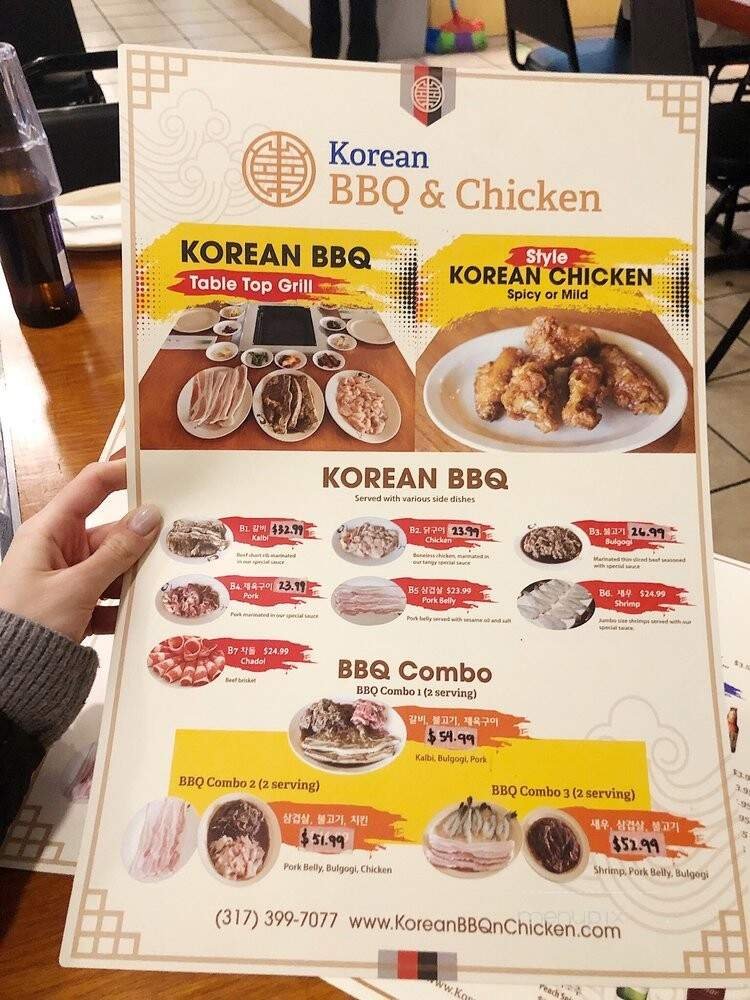 Korean
BBQ & Chicken
KOREAN BBQ
Table Top Grill
Style
KOREAN CHICKEN
Spicy or Mild
KOREAN BBQ
Served with various side dishes
B1. 갈비 $32.99
Kalbi
Beef short rib marinated
in our special sauce
B2. 닭구이 23.99
Chicken
Boneless chicken, marinated in
our tangy special sauce
B3. 불고기 26.99
Bulgogi
Marinated thin sliced beef seasoned
with special sauce
B4. 제육구이 23.99
Pork
Pork marinated in our special sauce
B5 삼겹살 $23.99
Pork Belly
Pork belly served with sesame oil and salt
B6. 새우 $24.99
Shrimp
Jumbo size shrimps served with our
special sauce.
B7 차돌 $24.99
Chadol
Beef brisket
BBQ Combo
BBQ Combo 1 (2 serving)
갈비, 불고기, 제육구이
$54.99
Kalbi, Bulgogi, Pork
BBQ Combo 2 (2 serving)
삼겹살, 불고기, 치킨
$51.99
Pork Belly, Bulgogi, Chicken
BBQ Combo 3 (2 serving)
새우, 삼겹살, 불고기
$52.99
Shrimp, Pork Belly, Bulgogi
menupix
(317) 399-7077 www.KoreanBBQnChicken.com